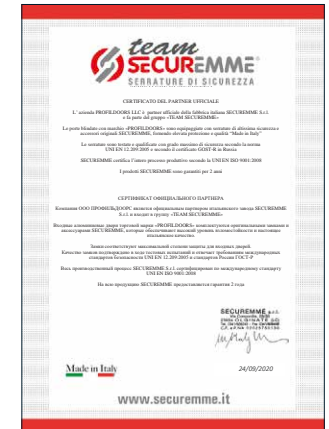 team
SECUREMME®
SERRATURE DI SICUREZZA
CERTIFICATO DEL PARTNER UFFICIALE
L' azienda PROFILDOORS LLC è partner ufficiale della fabbrica italiana SECUREMME S.r.l.
e fa parte del gruppo «TEAM SECUREMME»
Le porte blindate con marchio «PROFILDOORS» sono equipaggiate con serrature di altissima sicurezza e
accessori originali SECUREMME, fornendo elevata protezione e qualità "Made in Italy"
Le serrature sono testate e qualificate con grado massimo di sicurezza secondo la norma
UNI EN 12.209:2005 e secondo il certificato GOST-R in Russia
SECUREMME certifica l'intero processo produttivo secondo la UNI EN ISO 9001:2008
I prodotti SECUREMME sono garantiti per 2 anni
СЕРТИФИКАТ ОФИЦИАЛЬНОГО ПАРТНЕРА
Компания ООО ПРОФИЛЬДООРС является официальным партнером итальянского завода SECUREMME
S.r.l. и входит в группу «TEAM SECUREMME»
Входные алюминиевые двери торговой марки «PROFILDOORS» комплектуются оригинальными замками и
аксессуарами SECUREMME, которые обеспечивают высокий уровень взломостойкости и настоящее
итальянское качество.
Замки соответствуют максимальной степени защиты для входных дверей.
Качество замков подтверждено в ходе тестовых испытаний и отвечает требованиям международных
стандартов безопасности UNI EN 12.209:2005 и стандартов России ГОСТ-Р
Весь производственный процесс SECUREMME S.r.l. сертифицирован по международному стандарту
UNI EN ISO 9001:2008
На всю продукцию SECUREMME предоставляется гарантия 2 года
SECUREMME s.r.l.
Made in Italy
24/09/2020
www.securemme.it